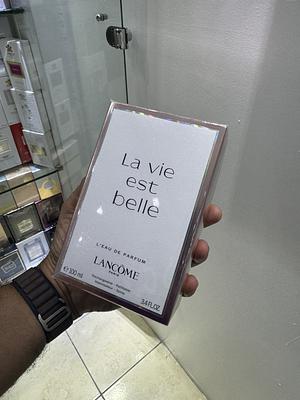 La vie
est
belle
L'EAU DE PARFUM
LANCÔME
PARIS
e 100 ml
3.4 FL.OZ.